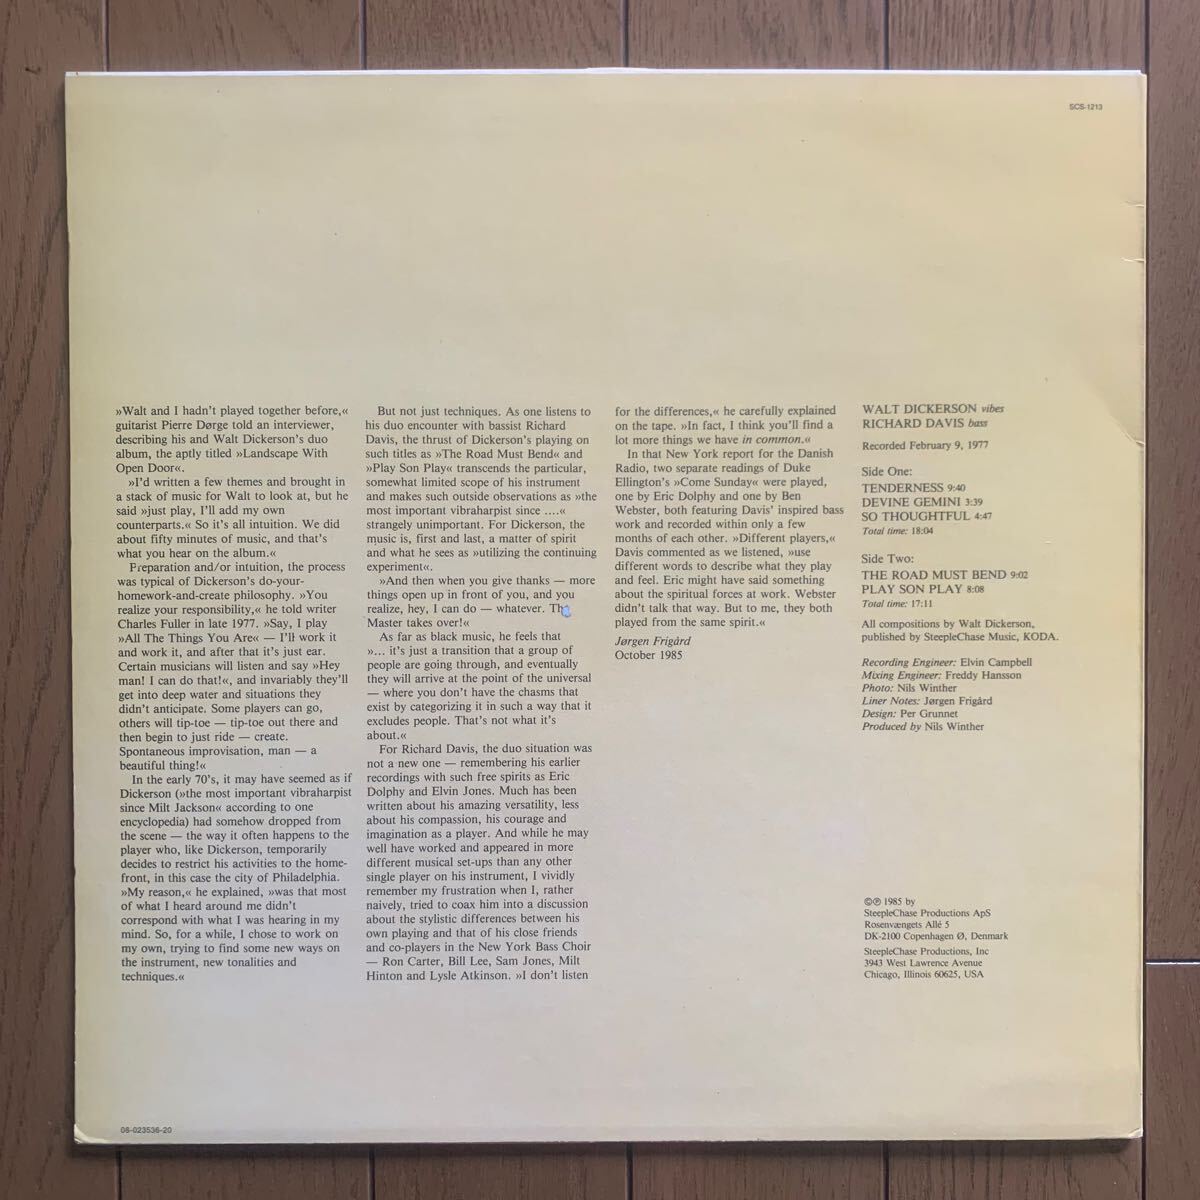 SCS-1213
»Walt and I hadn't played together before,«
guitarist Pierre Dørge told an interviewer,
describing his and Walt Dickerson's duo
album, the aptly titled »Landscape With
Open Door«.
»I'd written a few themes and brought in
a stack of music for Walt to look at, but he
said »just play, I'll add my own
counterparts.« So it's all intuition. We did
about fifty minutes of music, and that's
what you hear on the album.«
Preparation and/or intuition, the process
was typical of Dickerson's do-your-
homework-and-create philosophy. »You
realize your responsibility,« he told writer
Charles Fuller in late 1977. »Say, I play
»All The Things You Are« — I'll work it
and work it, and after that it's just ear.
Certain musicians will listen and say »Hey
man! I can do that!«, and invariably they'll
get into deep water and situations they
didn't anticipate. Some players can go,
others will tip-toe — tip-toe out there and
then begin to just ride — create.
Spontaneous improvisation, man — a
beautiful thing!«
In the early 70's, it may have seemed as if
Dickerson (»the most important vibraharpist
since Milt Jackson« according to one
encyclopedia) had somehow dropped from
the scene — the way it often happens to the
player who, like Dickerson, temporarily
decides to restrict his activities to the home-
front, in this case the city of Philadelphia.
»My reason,« he explained, »was that most
of what I heard around me didn't
correspond with what I was hearing in my
mind. So, for a while, I chose to work on
my own, trying to find some new ways on
the instrument, new tonalities and
techniques.«
But not just techniques. As one listens to
his duo encounter with bassist Richard
Davis, the thrust of Dickerson's playing on
such titles as »The Road Must Bend« and
»Play Son Play« transcends the particular,
somewhat limited scope of his instrument
and makes such outside observations as »the
most important vibraharpist since ....«
strangely unimportant. For Dickerson, the
music is, first and last, a matter of spirit
and what he sees as »utilizing the continuing
experiment«.
»And then when you give thanks — more
things open up in front of you, and you
realize, hey, I can do — whatever. The
Master takes over!«
As far as black music, he feels that
»... it's just a transition that a group of
people are going through, and eventually
they will arrive at the point of the universal
— where you don't have the chasms that
exist by categorizing it in such a way that it
excludes people. That's not what it's
about.«
For Richard Davis, the duo situation was
not a new one — remembering his earlier
recordings with such free spirits as Eric
Dolphy and Elvin Jones. Much has been
written about his amazing versatility, less
about his compassion, his courage and
imagination as a player. And while he may
well have worked and appeared in more
different musical set-ups than any other
single player on his instrument, I vividly
remember my frustration when I, rather
naively, tried to coax him into a discussion
about the stylistic differences between his
own playing and that of his close friends
and co-players in the New York Bass Choir
— Ron Carter, Bill Lee, Sam Jones, Milt
Hinton and Lysle Atkinson. »I don't listen
for the differences,« he carefully explained
on the tape. »In fact, I think you'll find a
lot more things we have in common.«
In that New York report for the Danish
Radio, two separate readings of Duke
Ellington's »Come Sunday« were played,
one by Eric Dolphy and one by Ben
Webster, both featuring Davis' inspired bass
work and recorded within only a few
months of each other. »Different players,«
Davis commented as we listened, »use
different words to describe what they play
and feel. Eric might have said something
about the spiritual forces at work. Webster
didn't talk that way. But to me, they both
played from the same spirit.«
Jørgen Frigård
October 1985
WALT DICKERSON vibes
RICHARD DAVIS bass
Recorded February 9, 1977
Side One:
TENDERNESS 9:40
DEVINE GEMINI 3:39
SO THOUGHTFUL 4:47
Total time: 18:04
Side Two:
THE ROAD MUST BEND 9:02
PLAY SON PLAY 8:08
Total time: 17:11
All compositions by Walt Dickerson,
published by SteepleChase Music, KODA.
Recording Engineer: Elvin Campbell
Mixing Engineer: Freddy Hansson
Photo: Nils Winther
Liner Notes: Jørgen Frigård
Design: Per Grunnet
Produced by Nils Winther
©℗ 1985 by
SteepleChase Productions ApS
Rosenvængets Allé 5
DK-2100 Copenhagen Ø, Denmark
SteepleChase Productions, Inc
3943 West Lawrence Avenue
Chicago, Illinois 60625, USA
08-023536-20